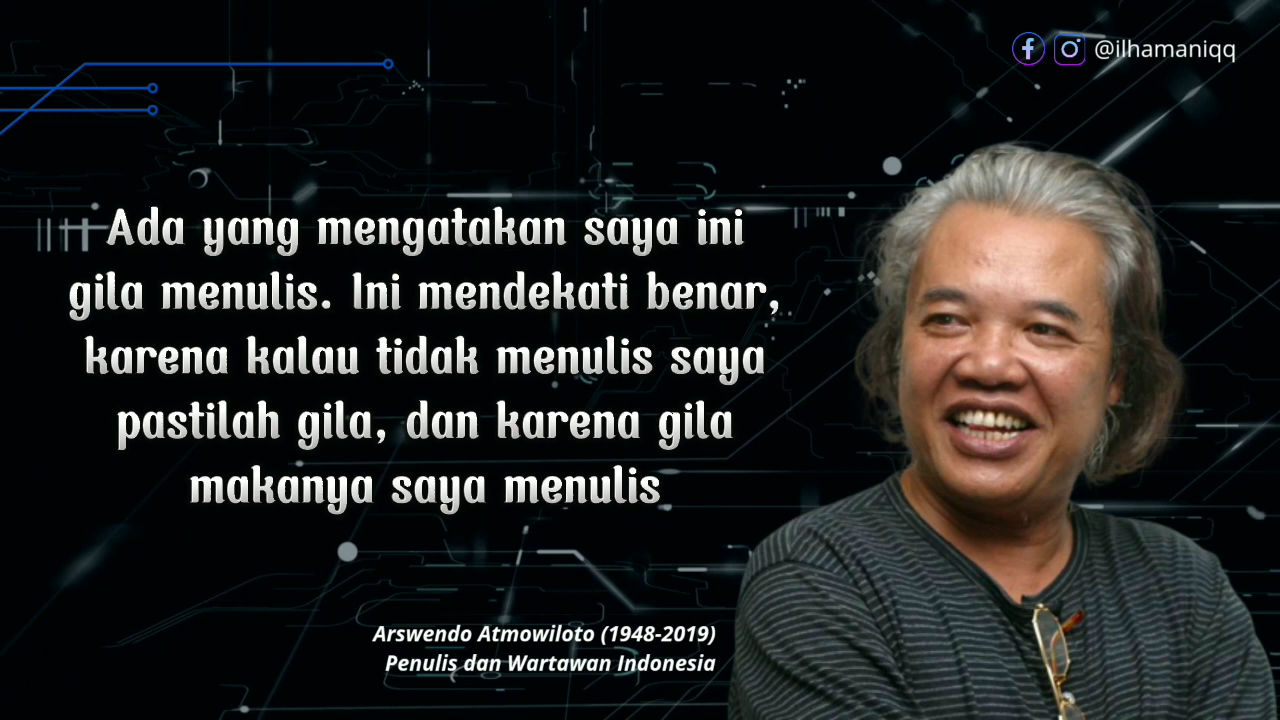 @ilhamaniqq
Ada yang mengatakan saya ini
gila menulis. Ini mendekati benar,
karena kalau tidak menulis saya
pastilah gila, dan karena gila
makanya saya menulis
Arswendo Atmowiloto (1948-2019)
Penulis dan Wartawan Indonesia